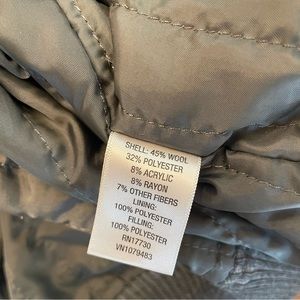 SHELL: 45% WOOL
32% POLYESTER
8% ACRYLIC
8% RAYON
7% OTHER FIBERS
LINING:
100% POLYESTER
FILLING:
100% POLYESTER
RN17730
VN1079483